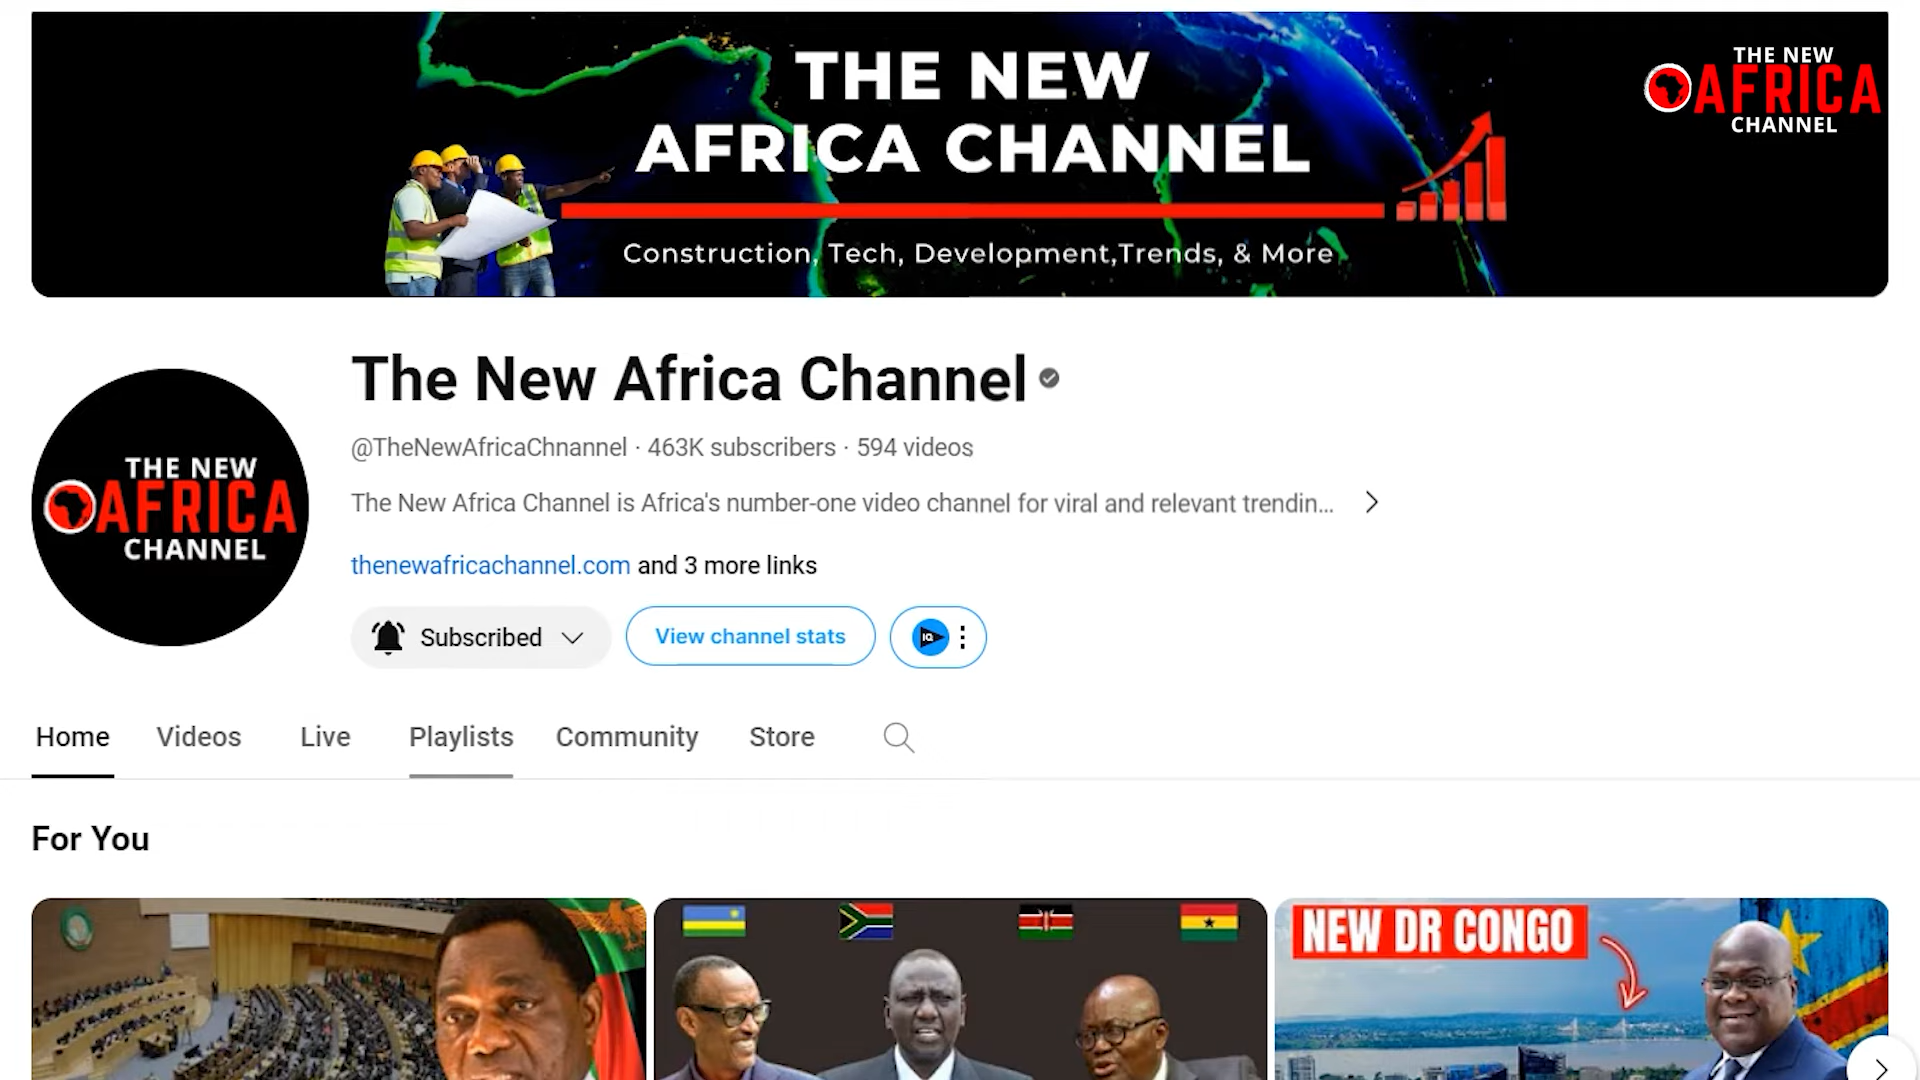 THE NEW
AFRICA CHANNEL
Construction, Tech, Development,Trends, & More
THE NEW
AFRICA
CHANNEL
The New Africa Channel
@TheNewAfricaChnannel · 463K subscribers · 594 videos
THE NEW
AFRICA
CHANNEL
The New Africa Channel is Africa's number-one video channel for viral and relevant trendin...
thenewafricachannel.com and 3 more links
Subscribed
View channel stats
IQ
Home Videos Live Playlists Community Store
For You
NEW DR CONGO